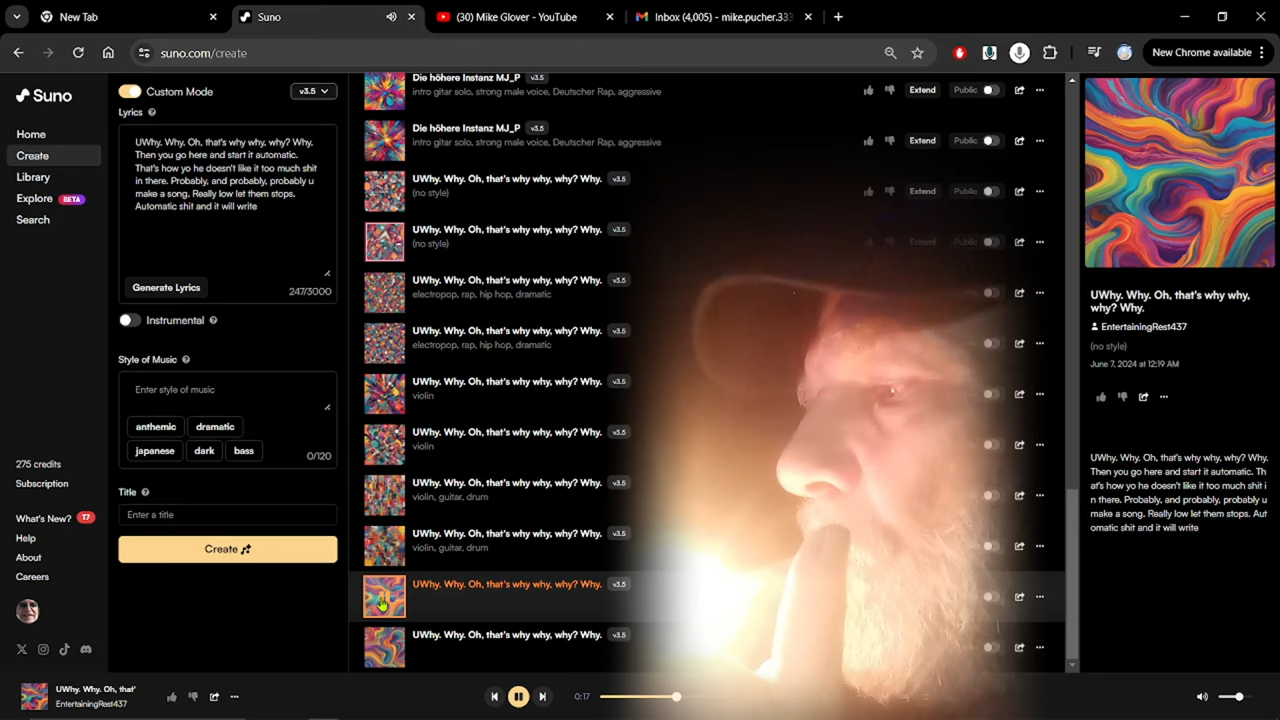 New Tab
Suno
(30) Mike Glover - YouTube
Inbox (4,005) - mike.pucher.333
suno.com/create
New Chrome available
Suno
Home
Create
Library
Explore BETA
Search
275 credits
Subscription
What's New? 17
Help
About
Careers
Custom Mode
v3.5
Lyrics
UWhy. Why. Oh, that's why why, why? Why.
Then you go here and start it automatic.
That's how yo he doesn't like it too much shit
in there. Probably, and probably, probably u
make a song. Really low let them stops.
Automatic shit and it will write
Generate Lyrics
247/3000
Instrumental
Style of Music
Enter style of music
anthemic
dramatic
japanese
dark
bass
0/120
Title
Enter a title
Create
Die höhere Instanz MJ_P v3.5
intro gitar solo, strong male voice, Deutscher Rap, aggressive
Extend
Public
Die höhere Instanz MJ_P v3.5
intro gitar solo, strong male voice, Deutscher Rap, aggressive
Extend
Public
UWhy. Why. Oh, that's why why, why? Why. v3.5
(no style)
Extend
Public
UWhy. Why. Oh, that's why why, why? Why. v3.5
(no style)
Extend
Public
UWhy. Why. Oh, that's why why, why? Why. v3.5
electropop, rap, hip hop, dramatic
UWhy. Why. Oh, that's why why, why? Why. v3.5
electropop, rap, hip hop, dramatic
UWhy. Why. Oh, that's why why, why? Why. v3.5
violin
UWhy. Why. Oh, that's why why, why? Why. v3.5
violin
UWhy. Why. Oh, that's why why, why? Why. v3.5
violin, guitar, drum
UWhy. Why. Oh, that's why why, why? Why. v3.5
violin, guitar, drum
UWhy. Why. Oh, that's why why, why? Why. v3.5
UWhy. Why. Oh, that's why why, why? Why. v3.5
UWhy. Why. Oh, that's why why,
why? Why.
EntertainingRest437
(no style)
June 7, 2024 at 12:19 AM
UWhy. Why. Oh, that's why why, why? Why.
Then you go here and start it automatic. Th
at's how yo he doesn't like it too much shit i
n there. Probably, and probably, probably u
make a song. Really low let them stops. Aut
omatic shit and it will write
UWhy. Why. Oh, that'
EntertainingRest437
0:17